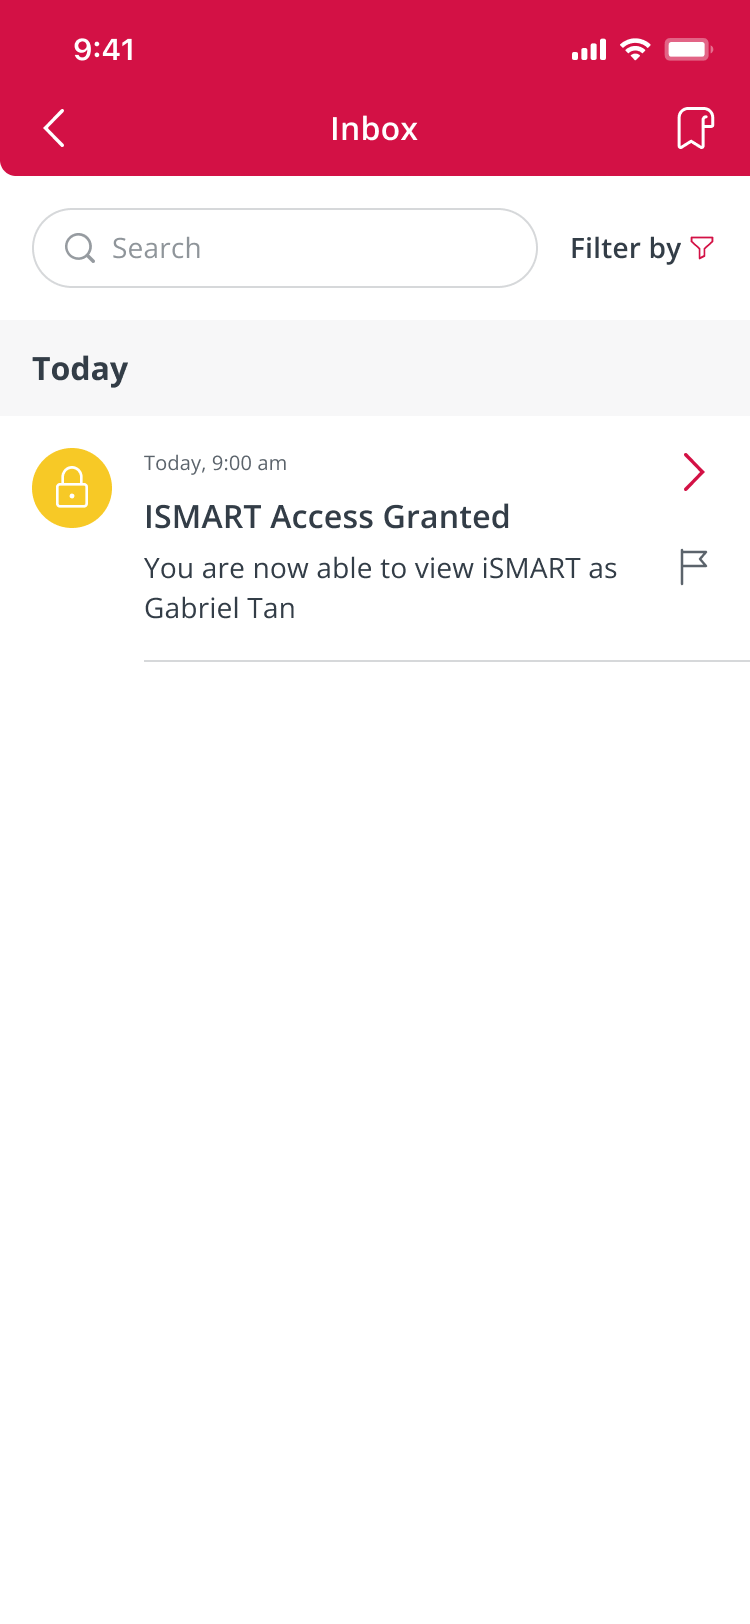 9:41
Inbox
Search
Filter by
Today
Today, 9:00 am
ISMART Access Granted
You are now able to view iSMART as
Gabriel Tan